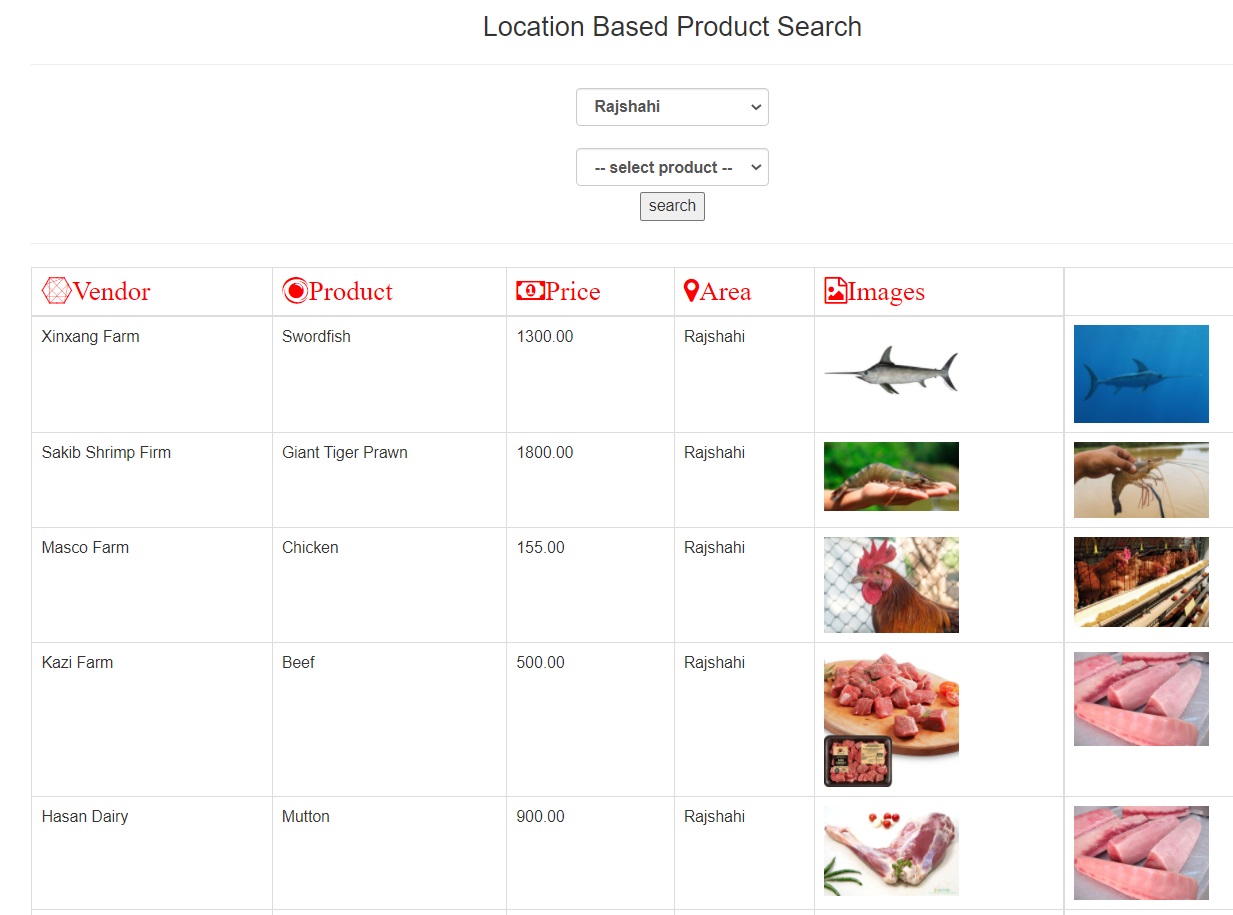 Location Based Product Search
Rajshahi
-- select product --
search
Vendor Product Price Area Images
Xinxang Farm Swordfish 1300.00 Rajshahi
Sakib Shrimp Firm Giant Tiger Prawn 1800.00 Rajshahi
Masco Farm Chicken 155.00 Rajshahi
Kazi Farm Beef 500.00 Rajshahi
Hasan Dairy Mutton 900.00 Rajshahi